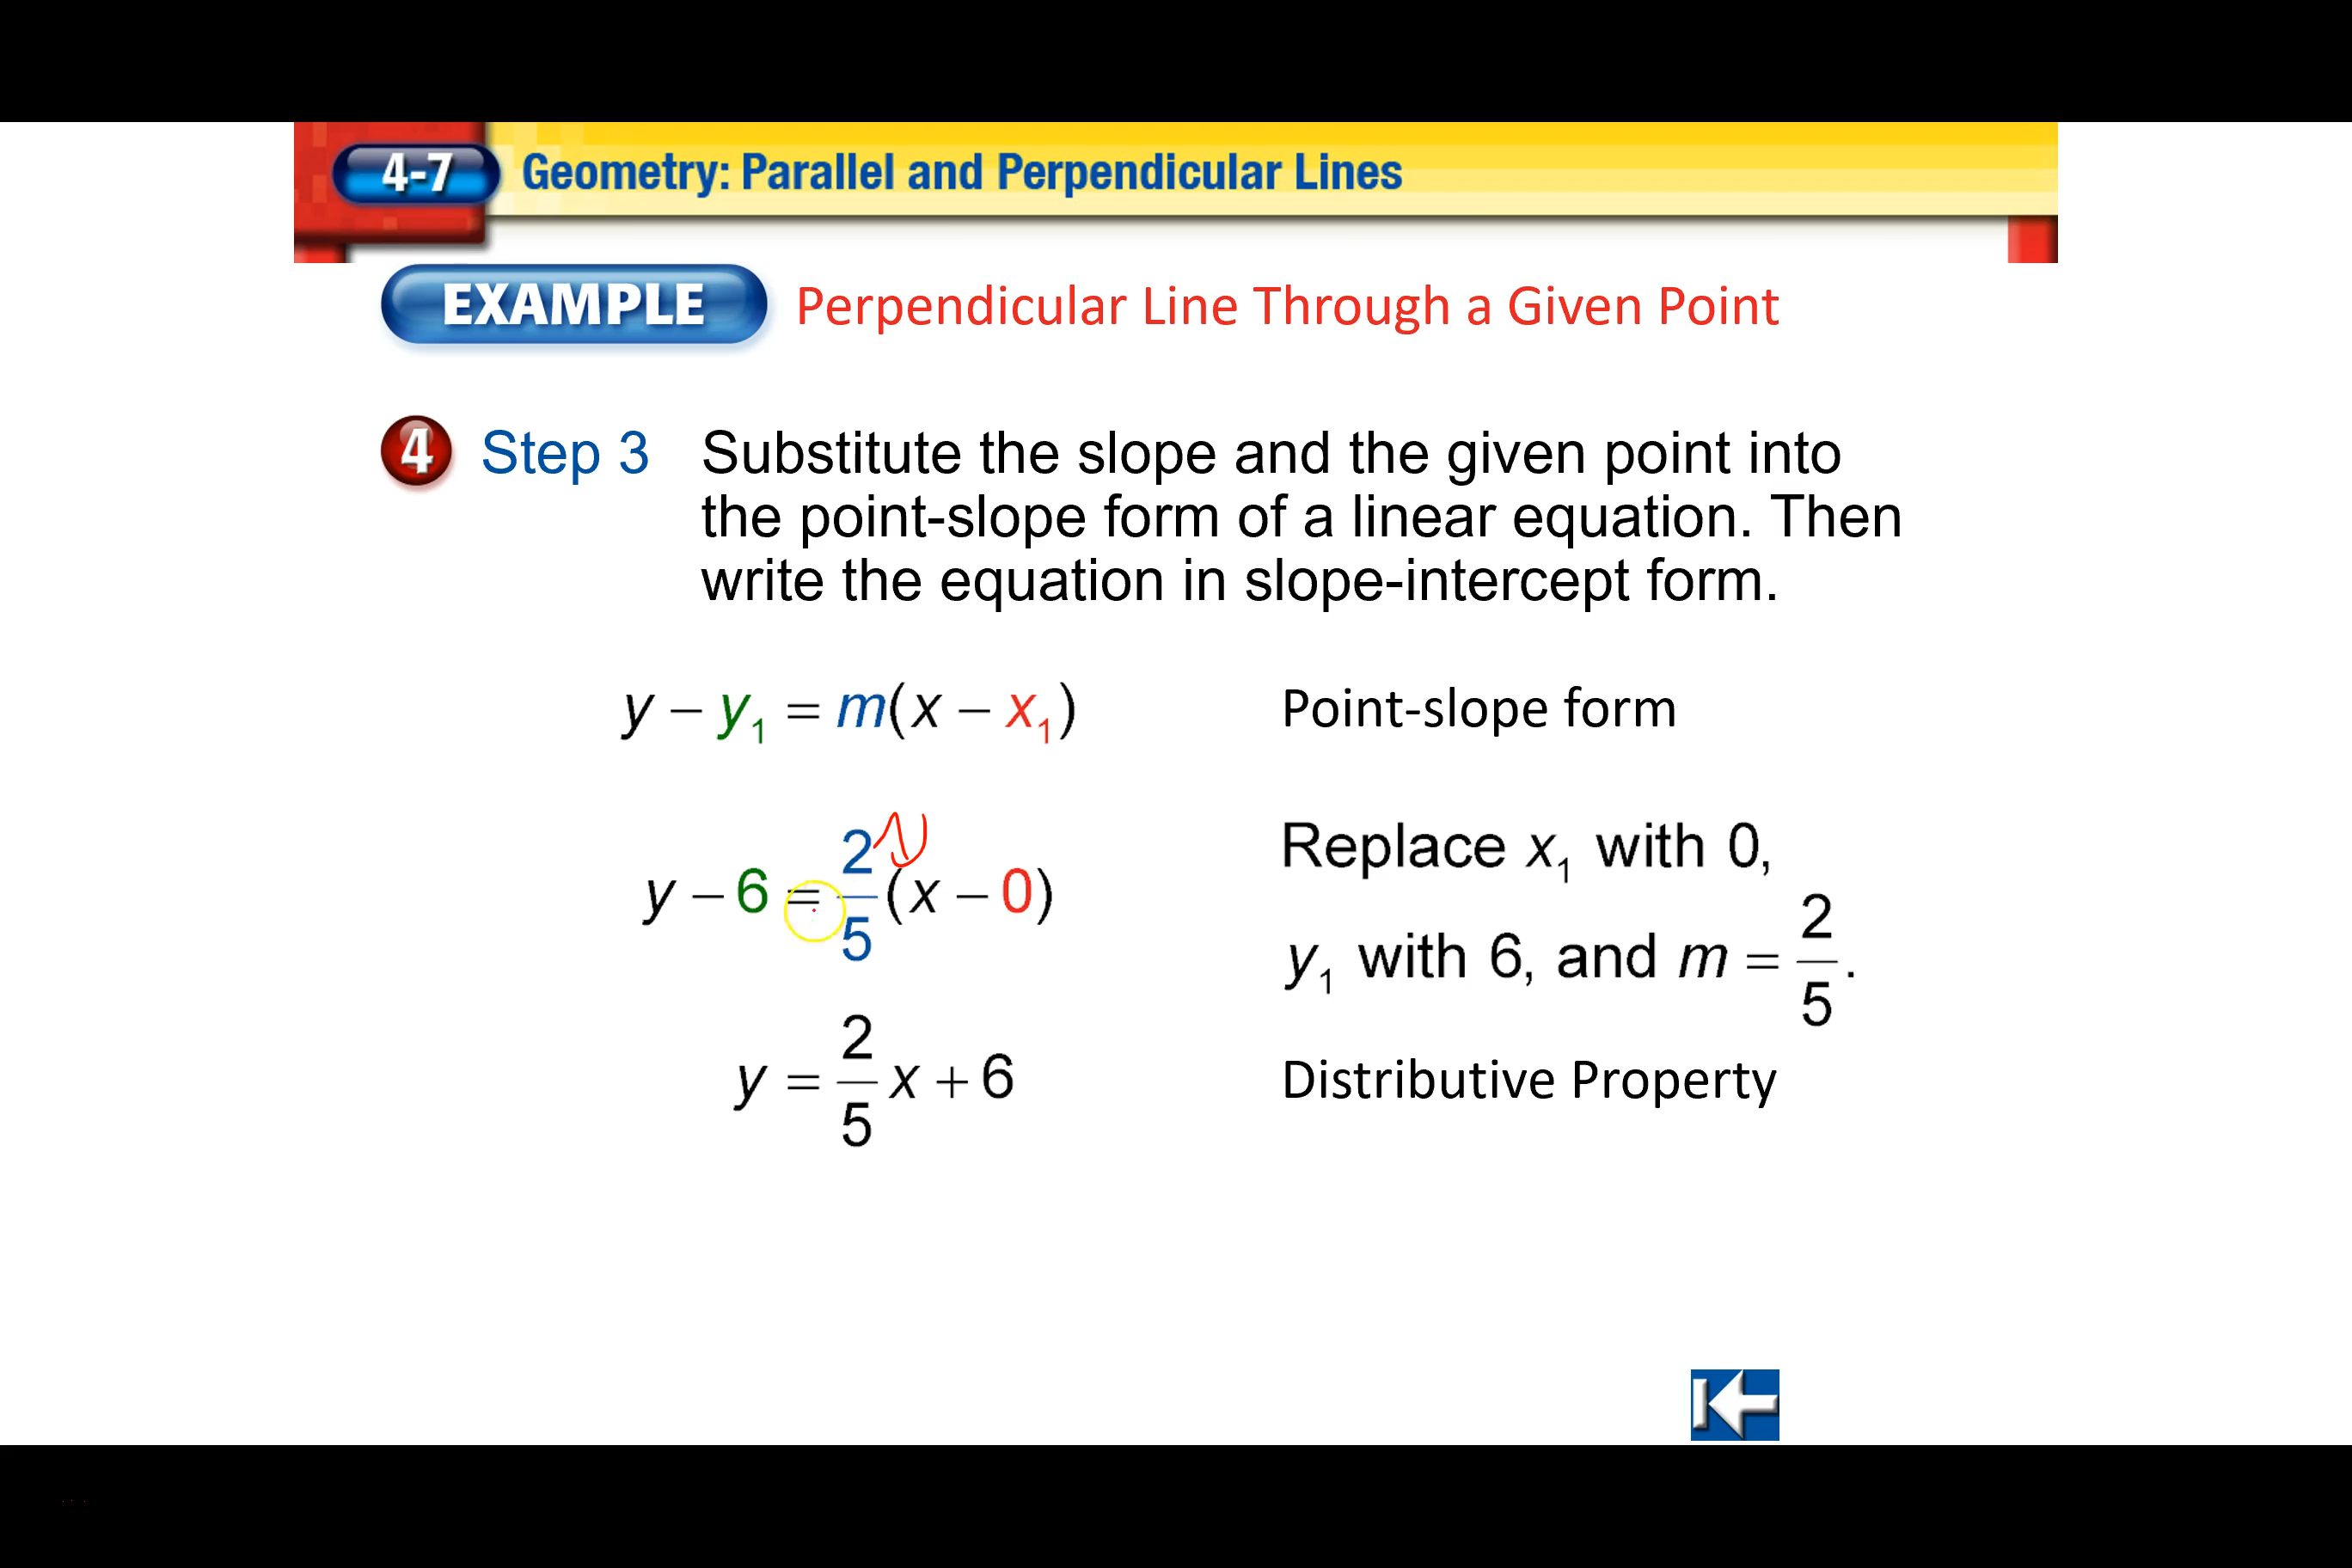 4-7 Geometry: Parallel and Perpendicular Lines
EXAMPLE Perpendicular Line Through a Given Point
4 Step 3 Substitute the slope and the given point into
the point-slope form of a linear equation. Then
write the equation in slope-intercept form.
y − y₁ = m(x − x₁) Point-slope form
y − 6 = 2/5 (x − 0) Replace x₁ with 0,
y₁ with 6, and m = 2/5.
y = 2/5 x + 6 Distributive Property